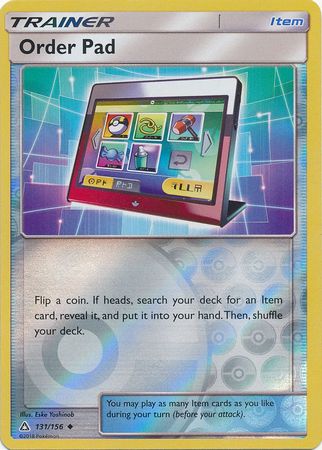 TRAINER
Item
Order Pad
Flip a coin. If heads, search your deck for an Item
card, reveal it, and put it into your hand. Then, shuffle
your deck.
Illus. Eske Yoshinob
131/156 ◆
©2018 Pokémon
You may play as many Item cards as you like
during your turn (before your attack).